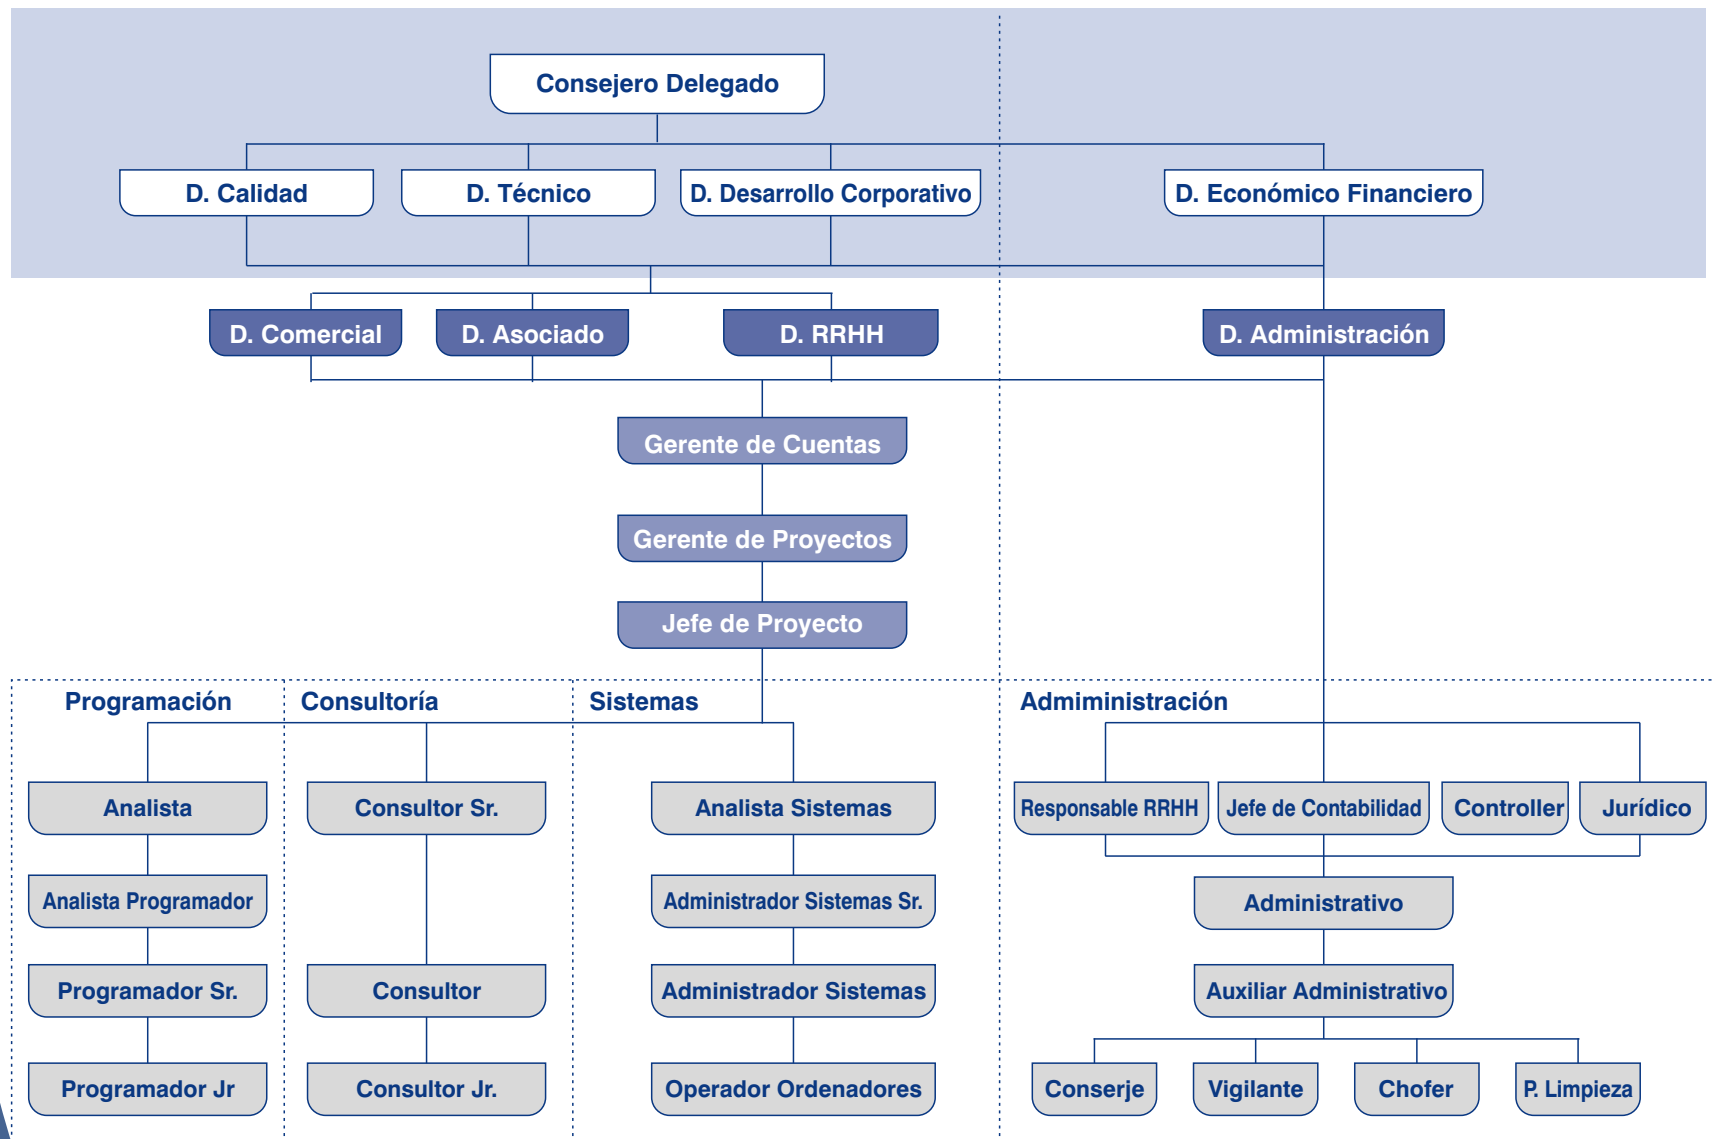 Consejero Delegado
D. Calidad
D. Técnico
D. Desarrollo Corporativo
D. Económico Financiero
D. Comercial
D. Asociado
D. RRHH
D. Administración
Gerente de Cuentas
Gerente de Proyectos
Jefe de Proyecto
Programación
Consultoría
Sistemas
Admiministración
Analista
Consultor Sr.
Analista Sistemas
Responsable RRHH
Jefe de Contabilidad
Controller
Jurídico
Analista Programador
Administrador Sistemas Sr.
Administrativo
Programador Sr.
Consultor
Administrador Sistemas
Auxiliar Administrativo
Programador Jr
Consultor Jr.
Operador Ordenadores
Conserje
Vigilante
Chofer
P. Limpieza